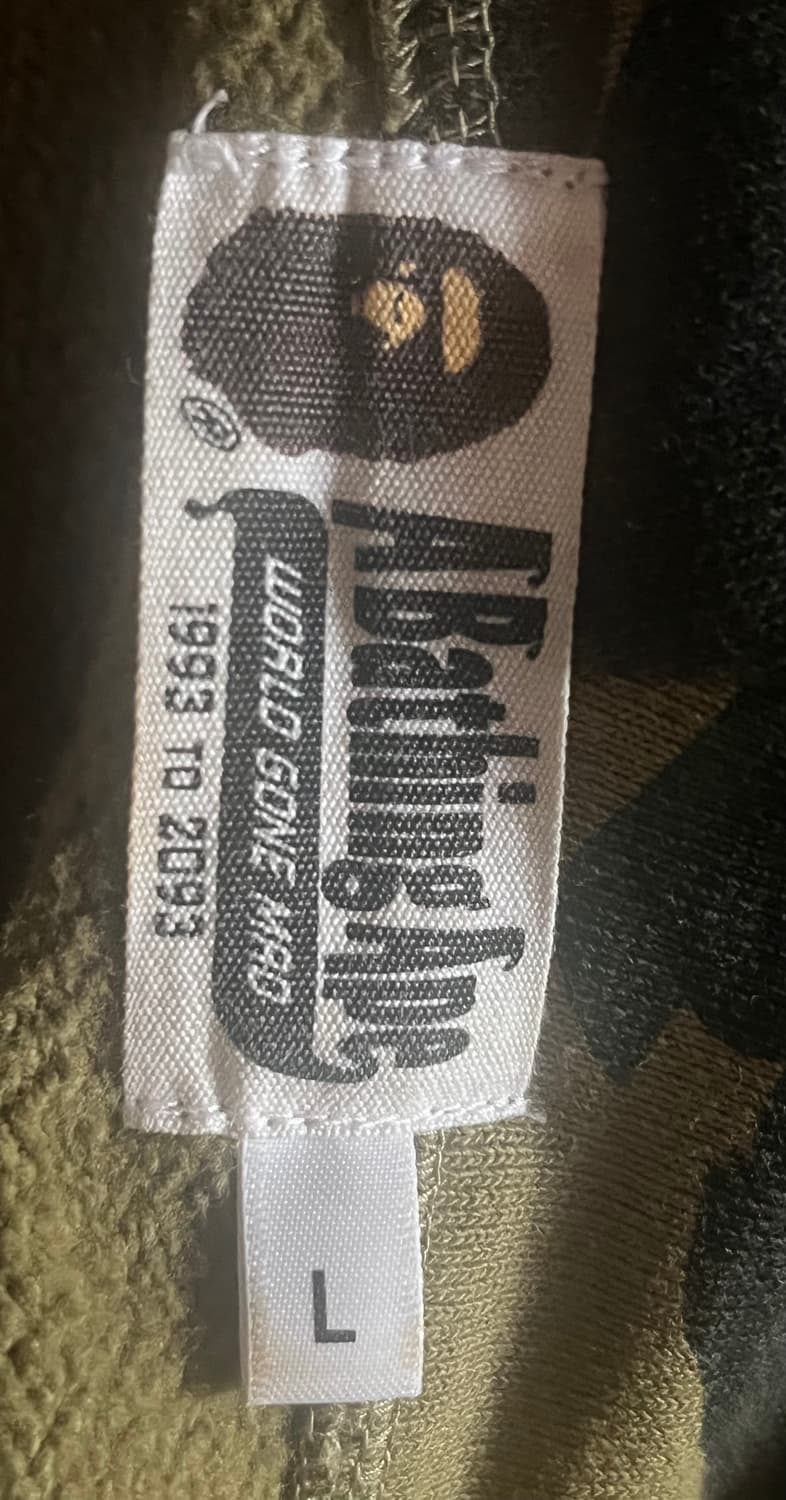 A Bathing Ape
WORLD GONE MAD
1993 TO 2093
®
L